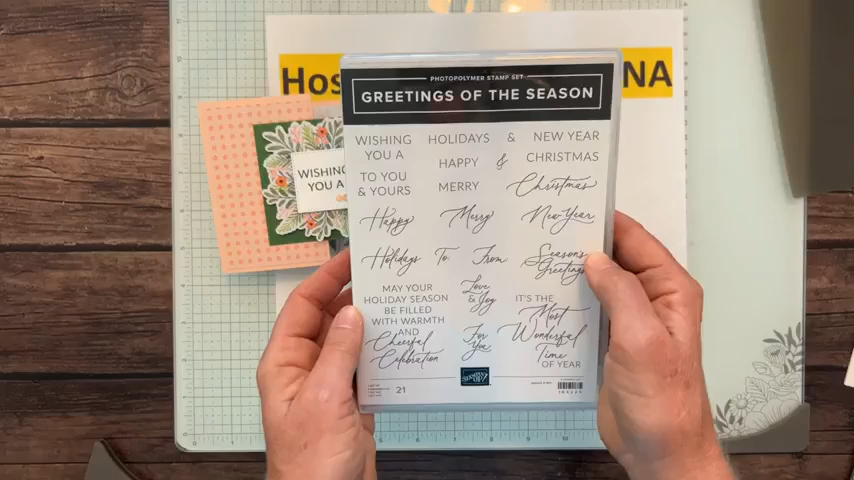 Hos
NA
WISHING
YOU A
PHOTOPOLYMER STAMP SET
GREETINGS OF THE SEASON
WISHING
YOU A
HOLIDAYS & NEW YEAR
HAPPY & CHRISTMAS
TO YOU
& YOURS
MERRY
Christmas
Happy
Merry
New Year
Holidays
To
From
Season's
Greetings
MAY YOUR
HOLIDAY SEASON
BE FILLED
WITH WARMTH
AND
Cheerful
Celebration
Love
& Joy
For
You
IT'S THE
Most
Wonderful
Time
OF YEAR
21
STAMPIN' UP!